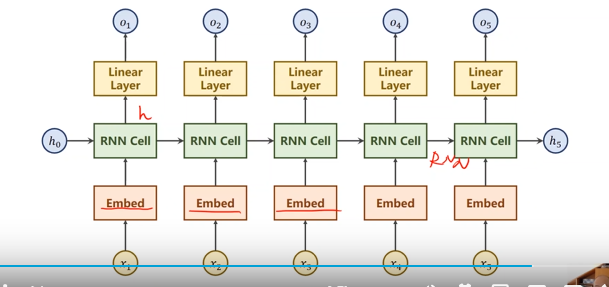 o₁ o₂ o₃ o₄ o₅
Linear Layer Linear Layer Linear Layer Linear Layer Linear Layer
h
h₀ RNN Cell RNN Cell RNN Cell RNN Cell RNN Cell h₅
RNN
Embed Embed Embed Embed Embed
x₁ x₂ x₃ x₄ x₅